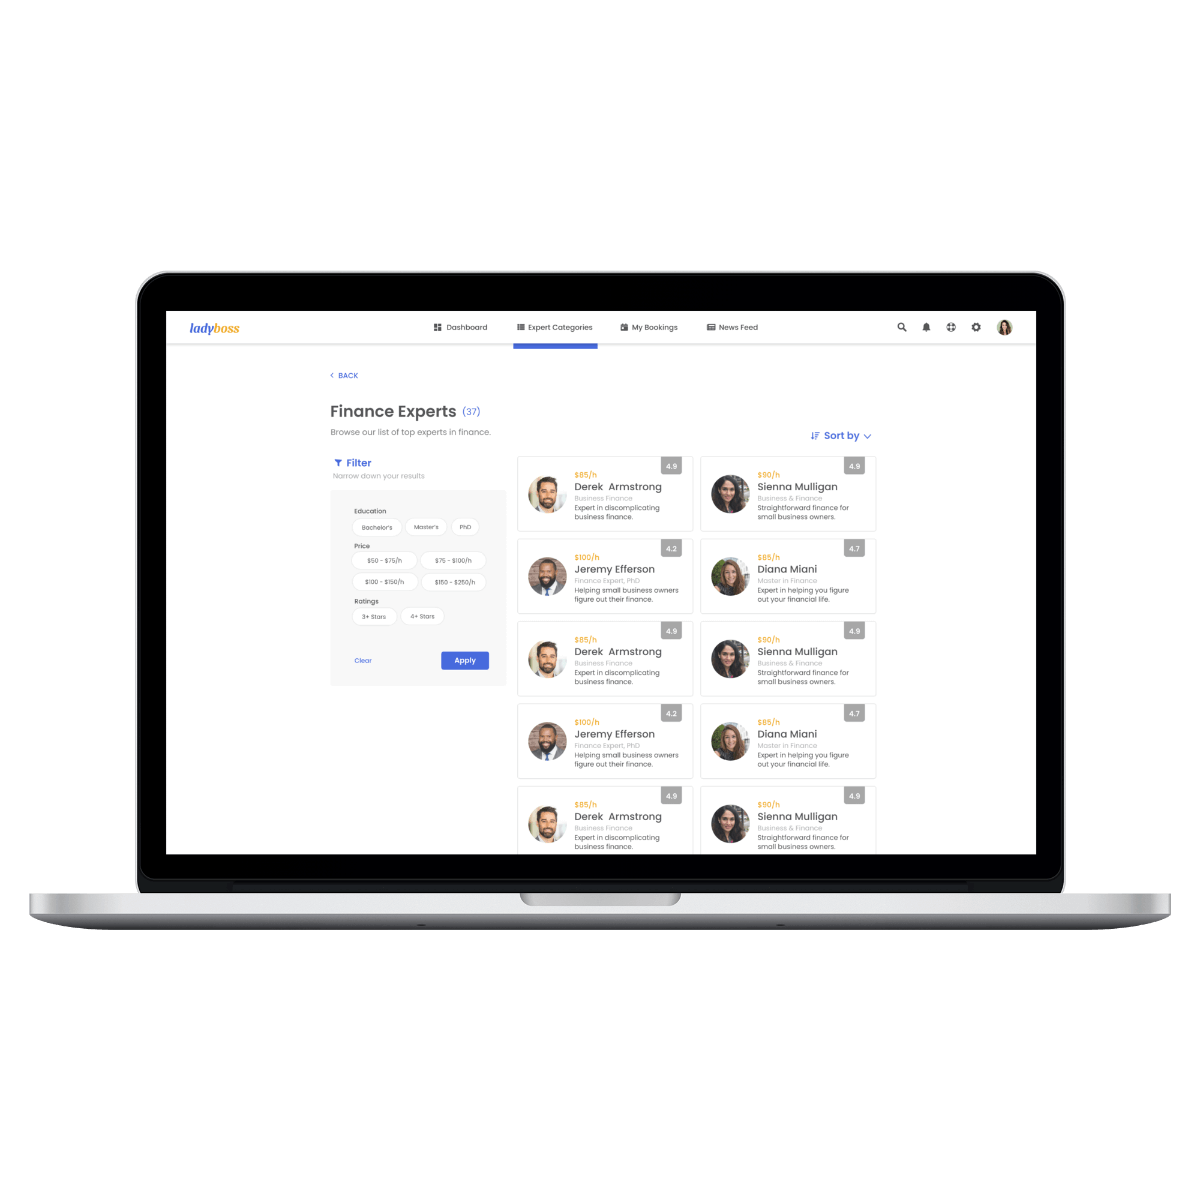 ladyboss
Dashboard
Expert Categories
My Bookings
News Feed
BACK
Finance Experts (37)
Browse our list of top experts in finance.
Sort by
Filter
Narrow down your results
Education
Bachelor's
Master's
PhD
Price
$50 - $75/h
$75 - $100/h
$100 - $150/h
$150 - $250/h
Ratings
3+ Stars
4+ Stars
Clear
Apply
4.9
$85/h
Derek Armstrong
Business Finance
Expert in discomplicating
business finance.
4.9
$90/h
Sienna Mulligan
Business & Finance
Straightforward finance for
small business owners.
4.2
$100/h
Jeremy Efferson
Finance Expert, PhD
Helping small business owners
figure out their finance.
4.7
$85/h
Diana Miani
Master in Finance
Expert in helping you figure
out your financial life.
4.9
$85/h
Derek Armstrong
Business Finance
Expert in discomplicating
business finance.
4.9
$90/h
Sienna Mulligan
Business & Finance
Straightforward finance for
small business owners.
4.2
$100/h
Jeremy Efferson
Finance Expert, PhD
Helping small business owners
figure out their finance.
4.7
$85/h
Diana Miani
Master in Finance
Expert in helping you figure
out your financial life.
4.9
$85/h
Derek Armstrong
Business Finance
Expert in discomplicating
business finance.
4.9
$90/h
Sienna Mulligan
Business & Finance
Straightforward finance for
small business owners.